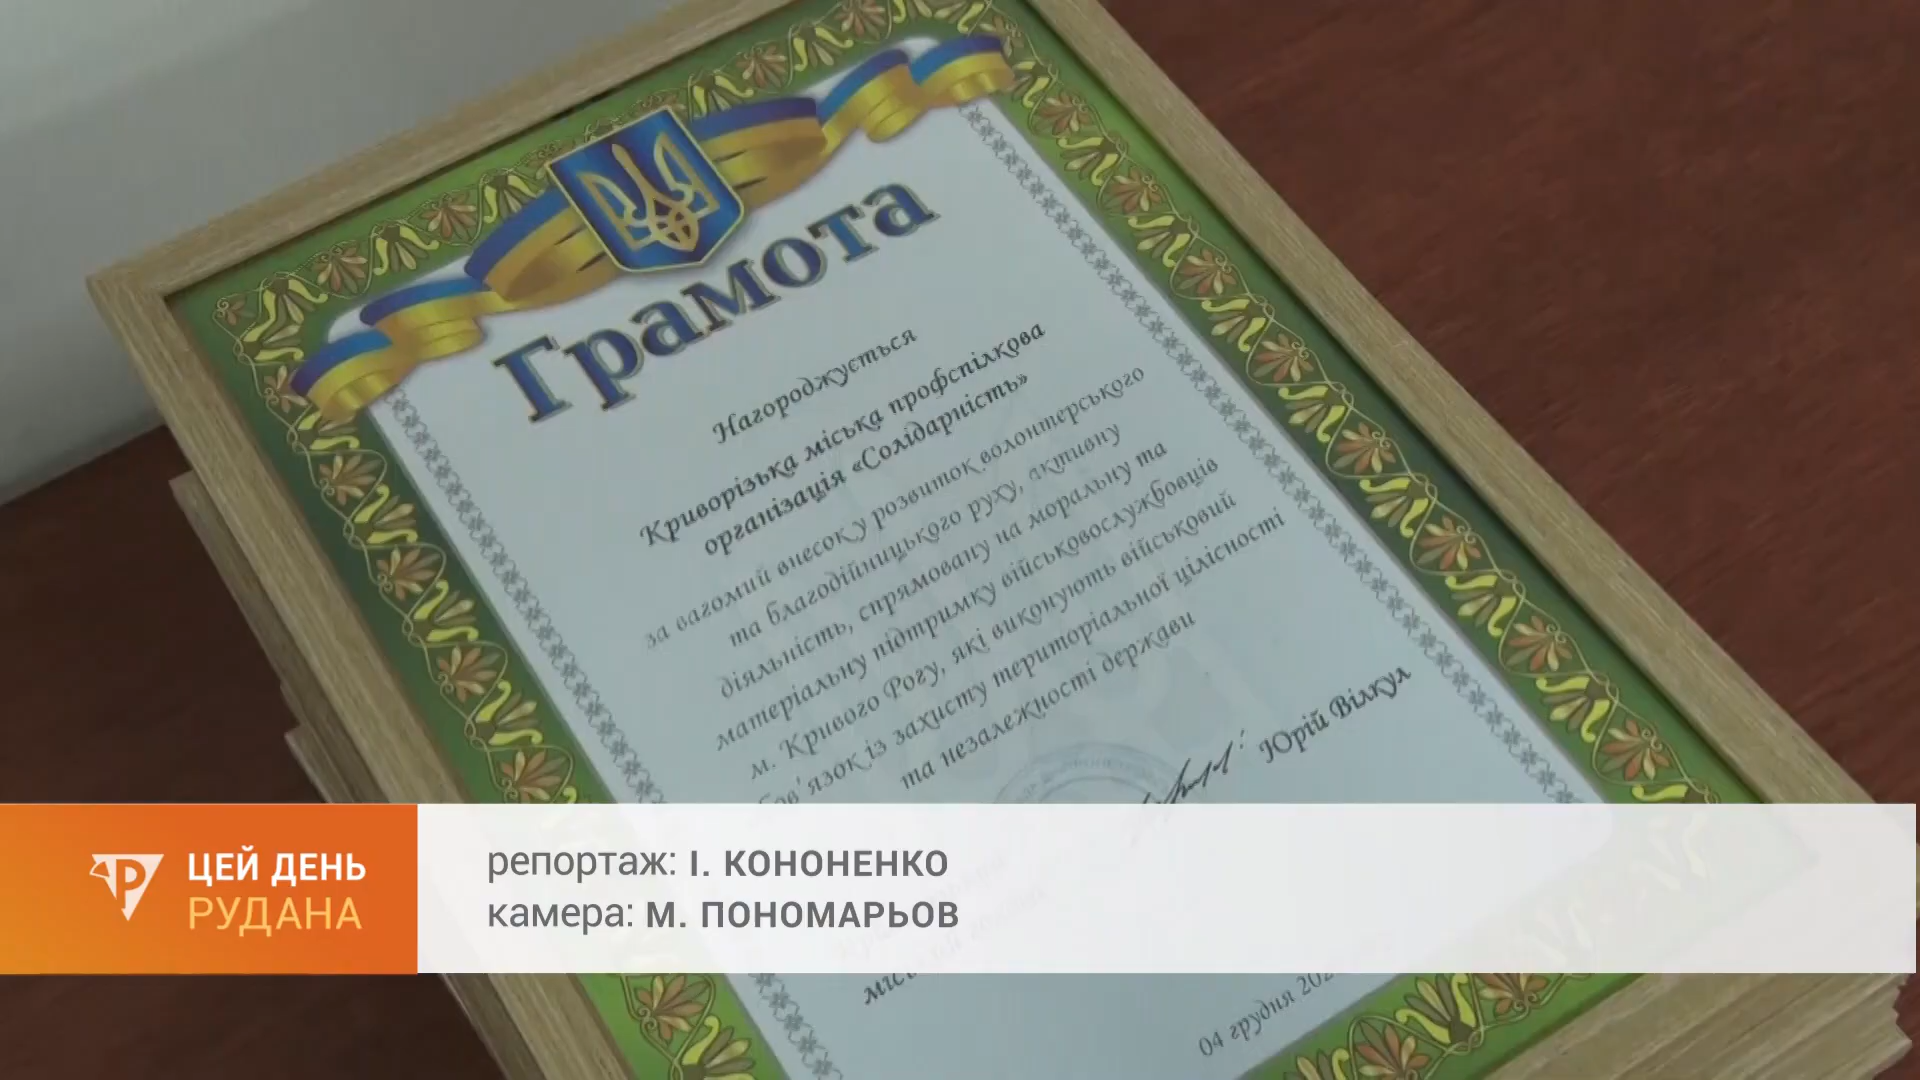 Грамота
Нагороджується
Криворізька міська профспілкова
організація «Солідарність»
за вагомий внесок у розвиток волонтерського
та благодійницького руху, активну
діяльність, спрямовану на моральну та
матеріальну підтримку військовослужбовців
м. Кривого Рогу, які виконують військовий
із захисту територіальної цілісності
та незалежності держави
Юрій Вілкул
04 грудня
ЦЕЙ ДЕНЬ
РУДАНА
репортаж: І. КОНОНЕНКО
камера: М. ПОНОМАРЬОВ